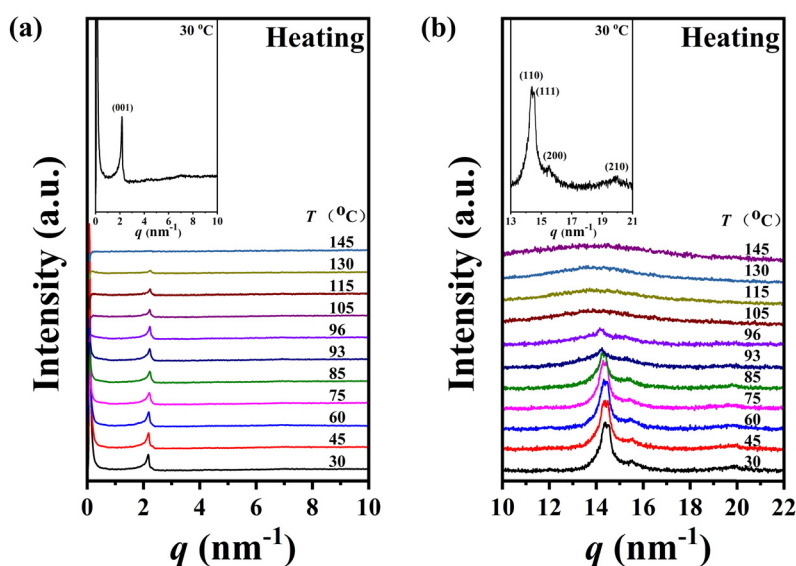 (a)
Heating
30 °C
(001)
0 2 4 6 8 10
q (nm-1)
T (°C)
145
130
115
105
96
93
85
75
60
45
30
Intensity (a.u.)
0 2 4 6 8 10
q (nm-1)
(b)
Heating
30 °C
(110)
(111)
(200)
(210)
13 15 17 19 21
q (nm-1)
T (°C)
145
130
115
105
96
93
85
75
60
45
30
Intensity (a.u.)
10 12 14 16 18 20 22
q (nm-1)